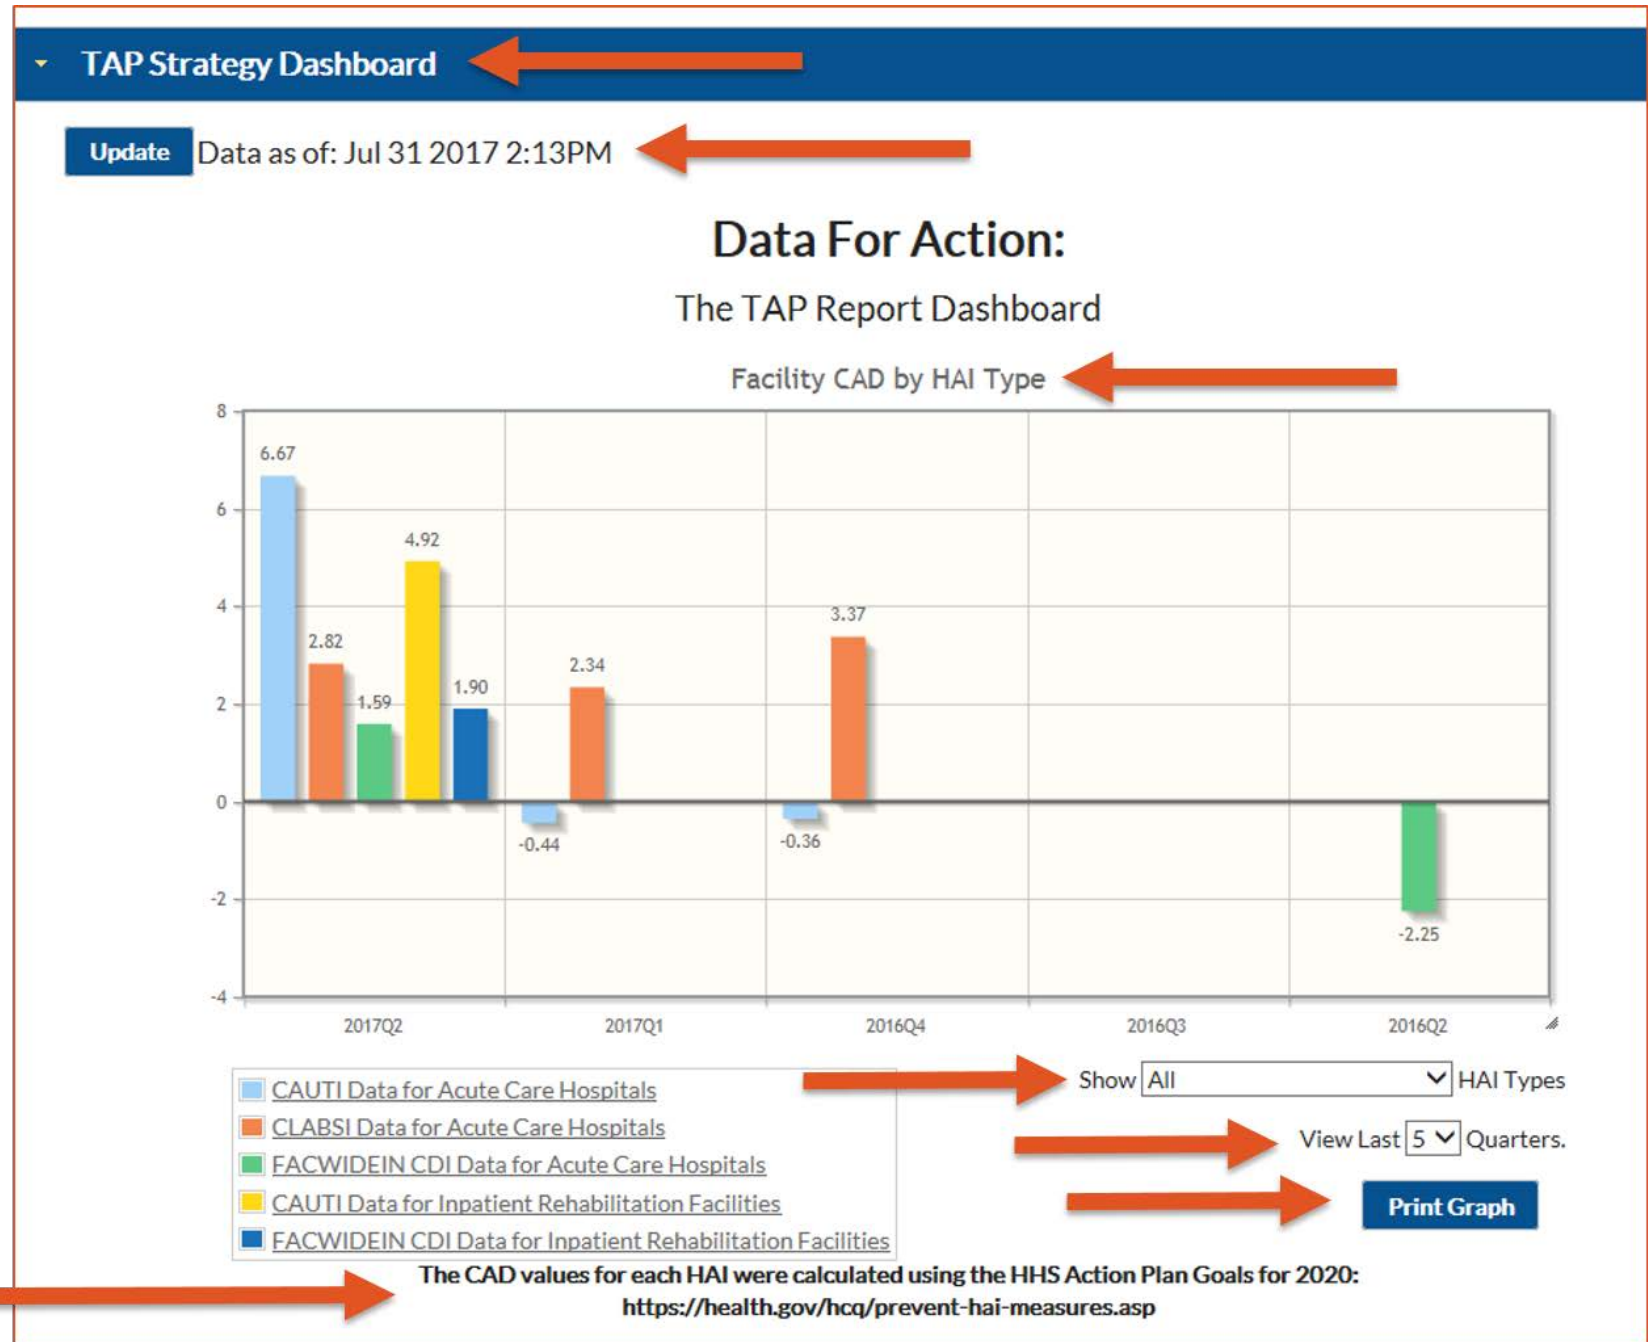 TAP Strategy Dashboard
Update Data as of: Jul 31 2017 2:13PM
Data For Action:
The TAP Report Dashboard
Facility CAD by HAI Type
8
6
4
2
0
-2
-4
6.67
2.82
1.59
4.92
1.90
-0.44
2.34
-0.36
3.37
-2.25
2017Q2 2017Q1 2016Q4 2016Q3 2016Q2
CAUTI Data for Acute Care Hospitals
CLABSI Data for Acute Care Hospitals
FACWIDEIN CDI Data for Acute Care Hospitals
CAUTI Data for Inpatient Rehabilitation Facilities
FACWIDEIN CDI Data for Inpatient Rehabilitation Facilities
Show All HAI Types
View Last 5 Quarters.
Print Graph
The CAD values for each HAI were calculated using the HHS Action Plan Goals for 2020:
https://health.gov/hcq/prevent-hai-measures.asp